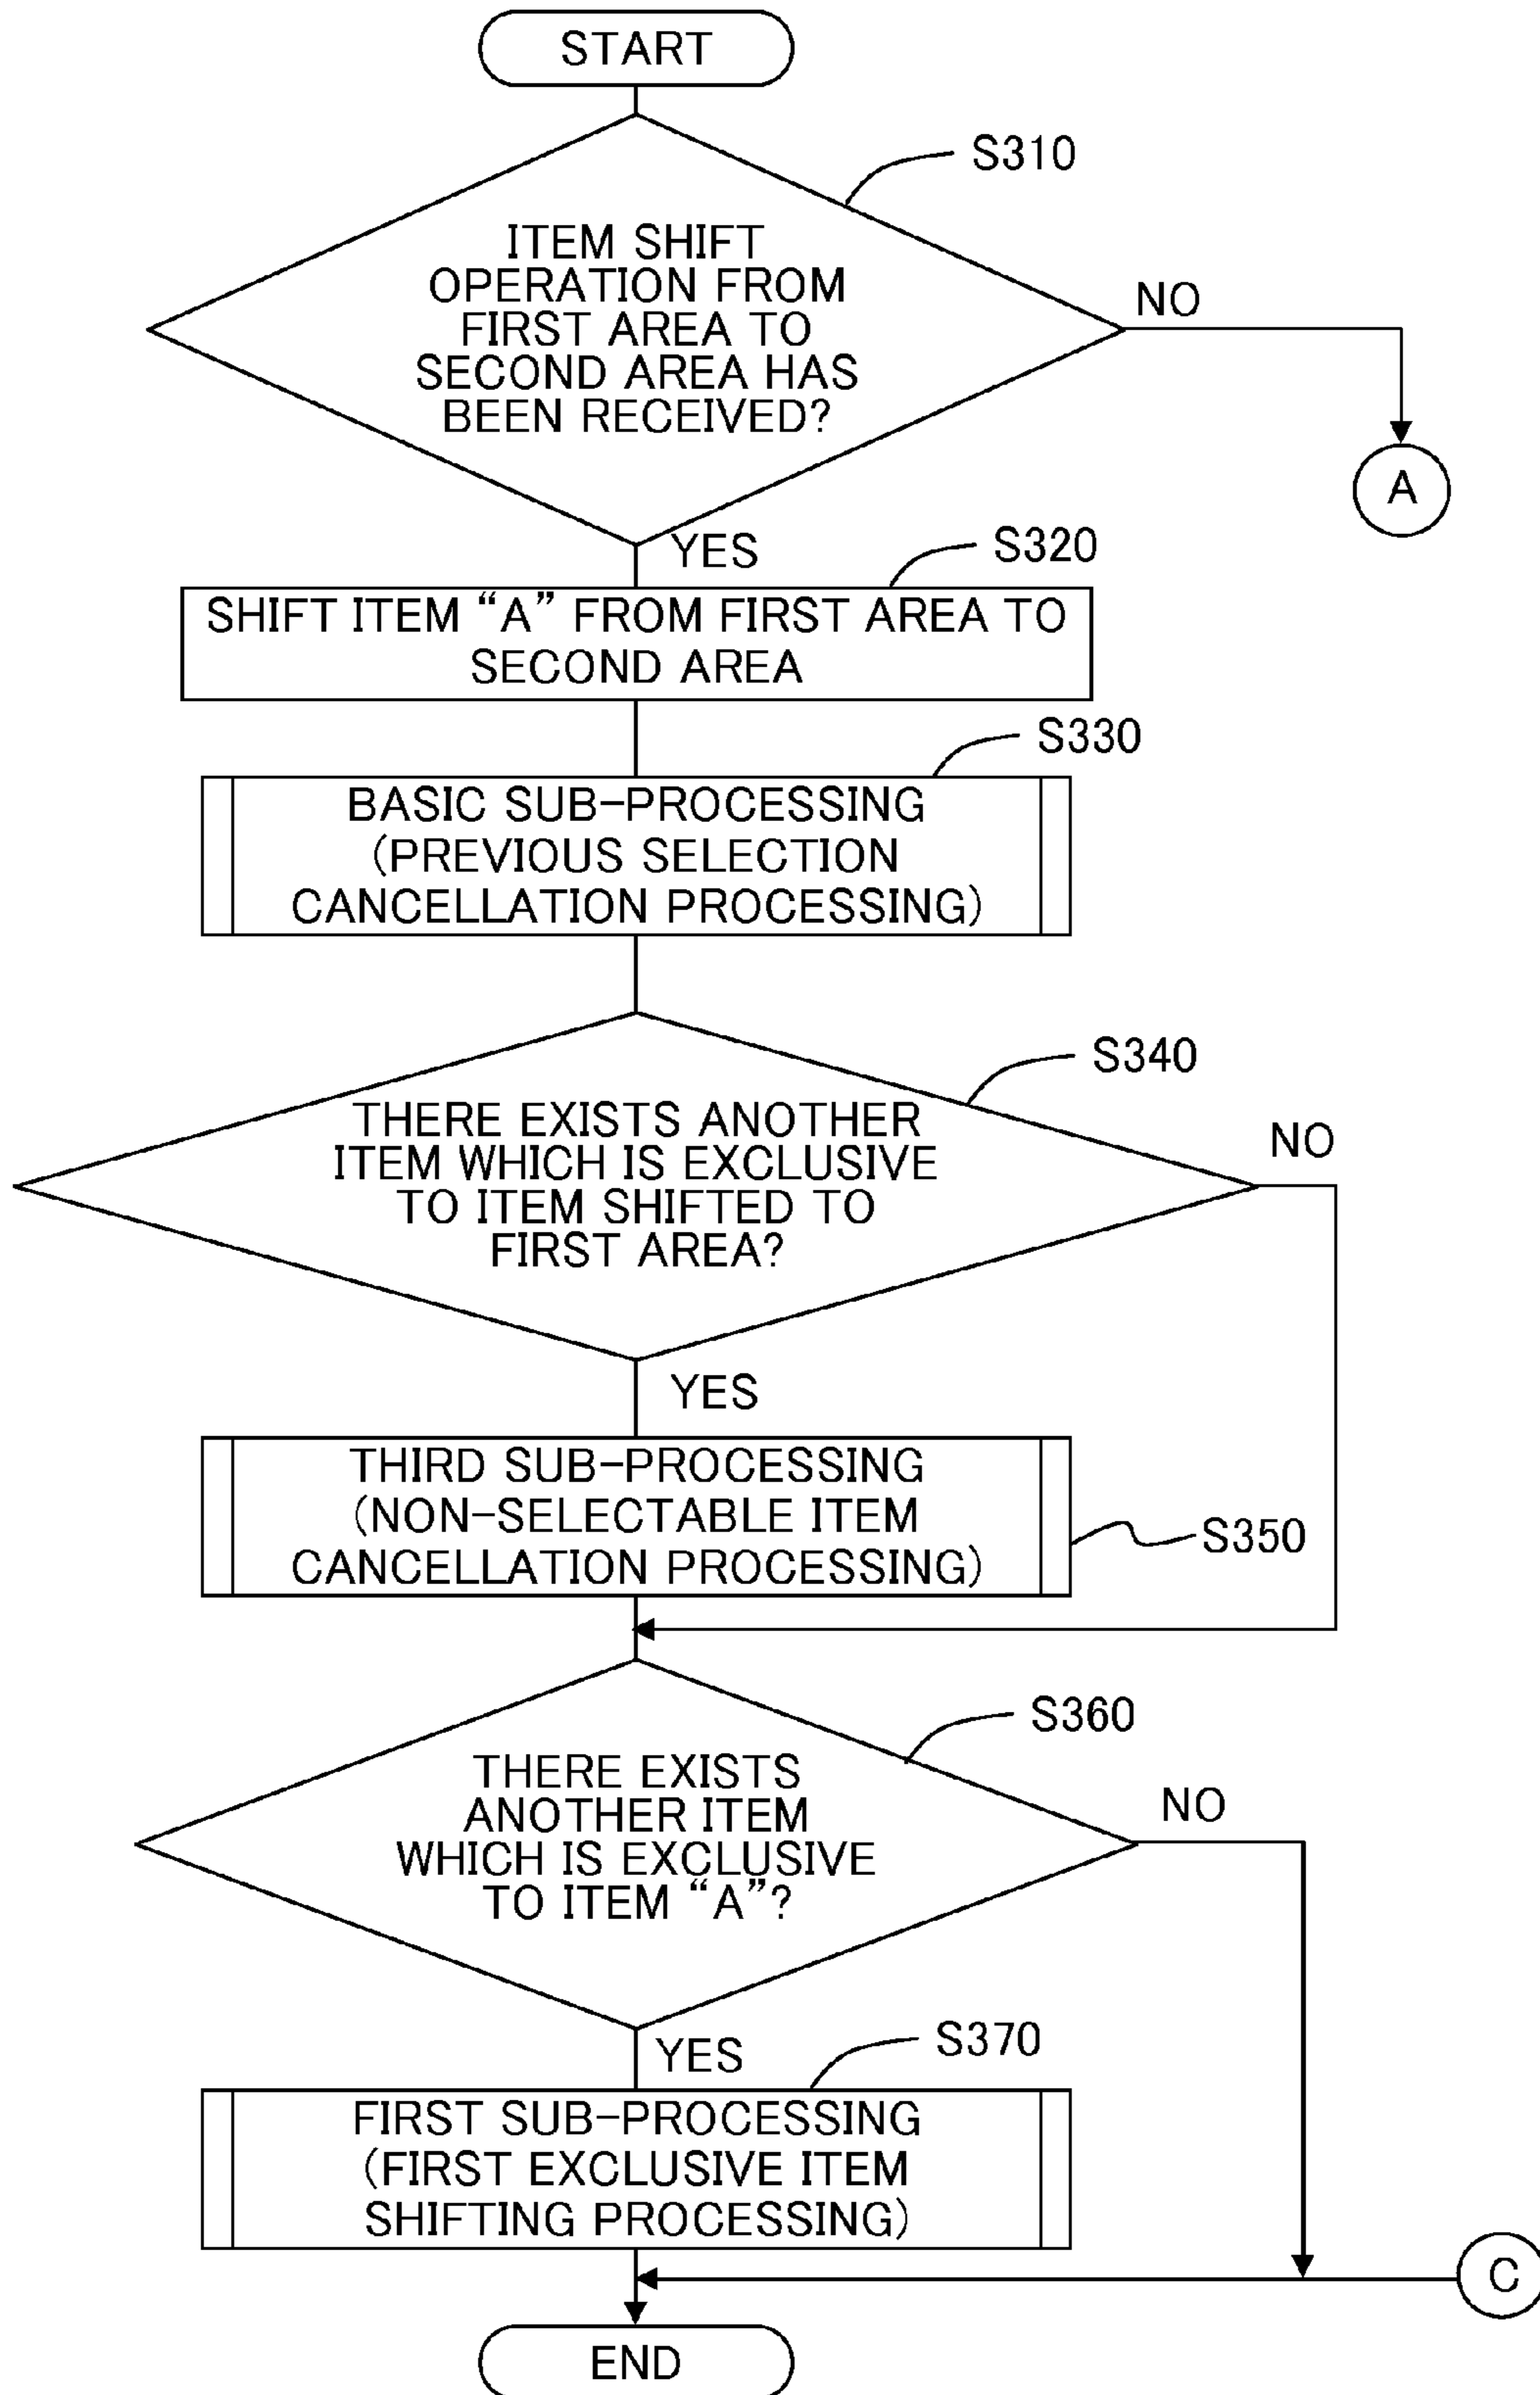 START
S310
ITEM SHIFT
OPERATION FROM
FIRST AREA TO
SECOND AREA HAS
BEEN RECEIVED?
NO
A
YES
S320
SHIFT ITEM “A” FROM FIRST AREA TO
SECOND AREA
S330
BASIC SUB-PROCESSING
(PREVIOUS SELECTION
CANCELLATION PROCESSING)
S340
THERE EXISTS ANOTHER
ITEM WHICH IS EXCLUSIVE
TO ITEM SHIFTED TO
FIRST AREA?
NO
YES
THIRD SUB-PROCESSING
(NON-SELECTABLE ITEM
CANCELLATION PROCESSING)
S350
S360
THERE EXISTS
ANOTHER ITEM
WHICH IS EXCLUSIVE
TO ITEM “A”?
NO
YES
S370
FIRST SUB-PROCESSING
(FIRST EXCLUSIVE ITEM
SHIFTING PROCESSING)
C
END